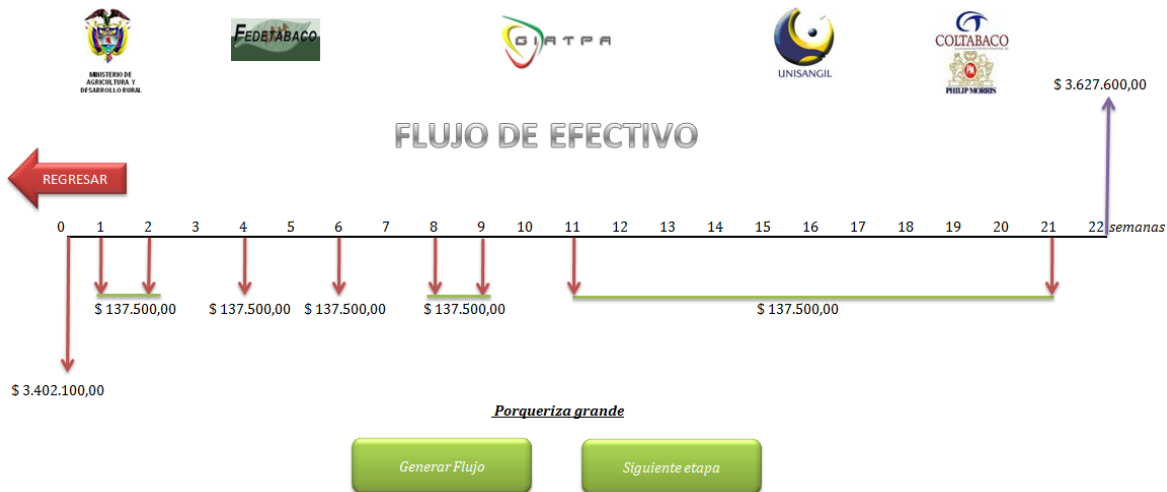 MINISTERIO DE
AGRICULTURA Y
DESARROLLO RURAL
FEDETABACO
GIATPA
UNISANGIL
COLTABACO
PHILIP MORRIS
$ 3.627.600,00
FLUJO DE EFECTIVO
REGRESAR
0 1 2 3 4 5 6 7 8 9 10 11 12 13 14 15 16 17 18 19 20 21 22 semanas
$ 137.500,00 $ 137.500,00 $ 137.500,00 $ 137.500,00 $ 137.500,00
$ 3.402.100,00
Porqueriza grande
Generar Flujo
Siguiente etapa